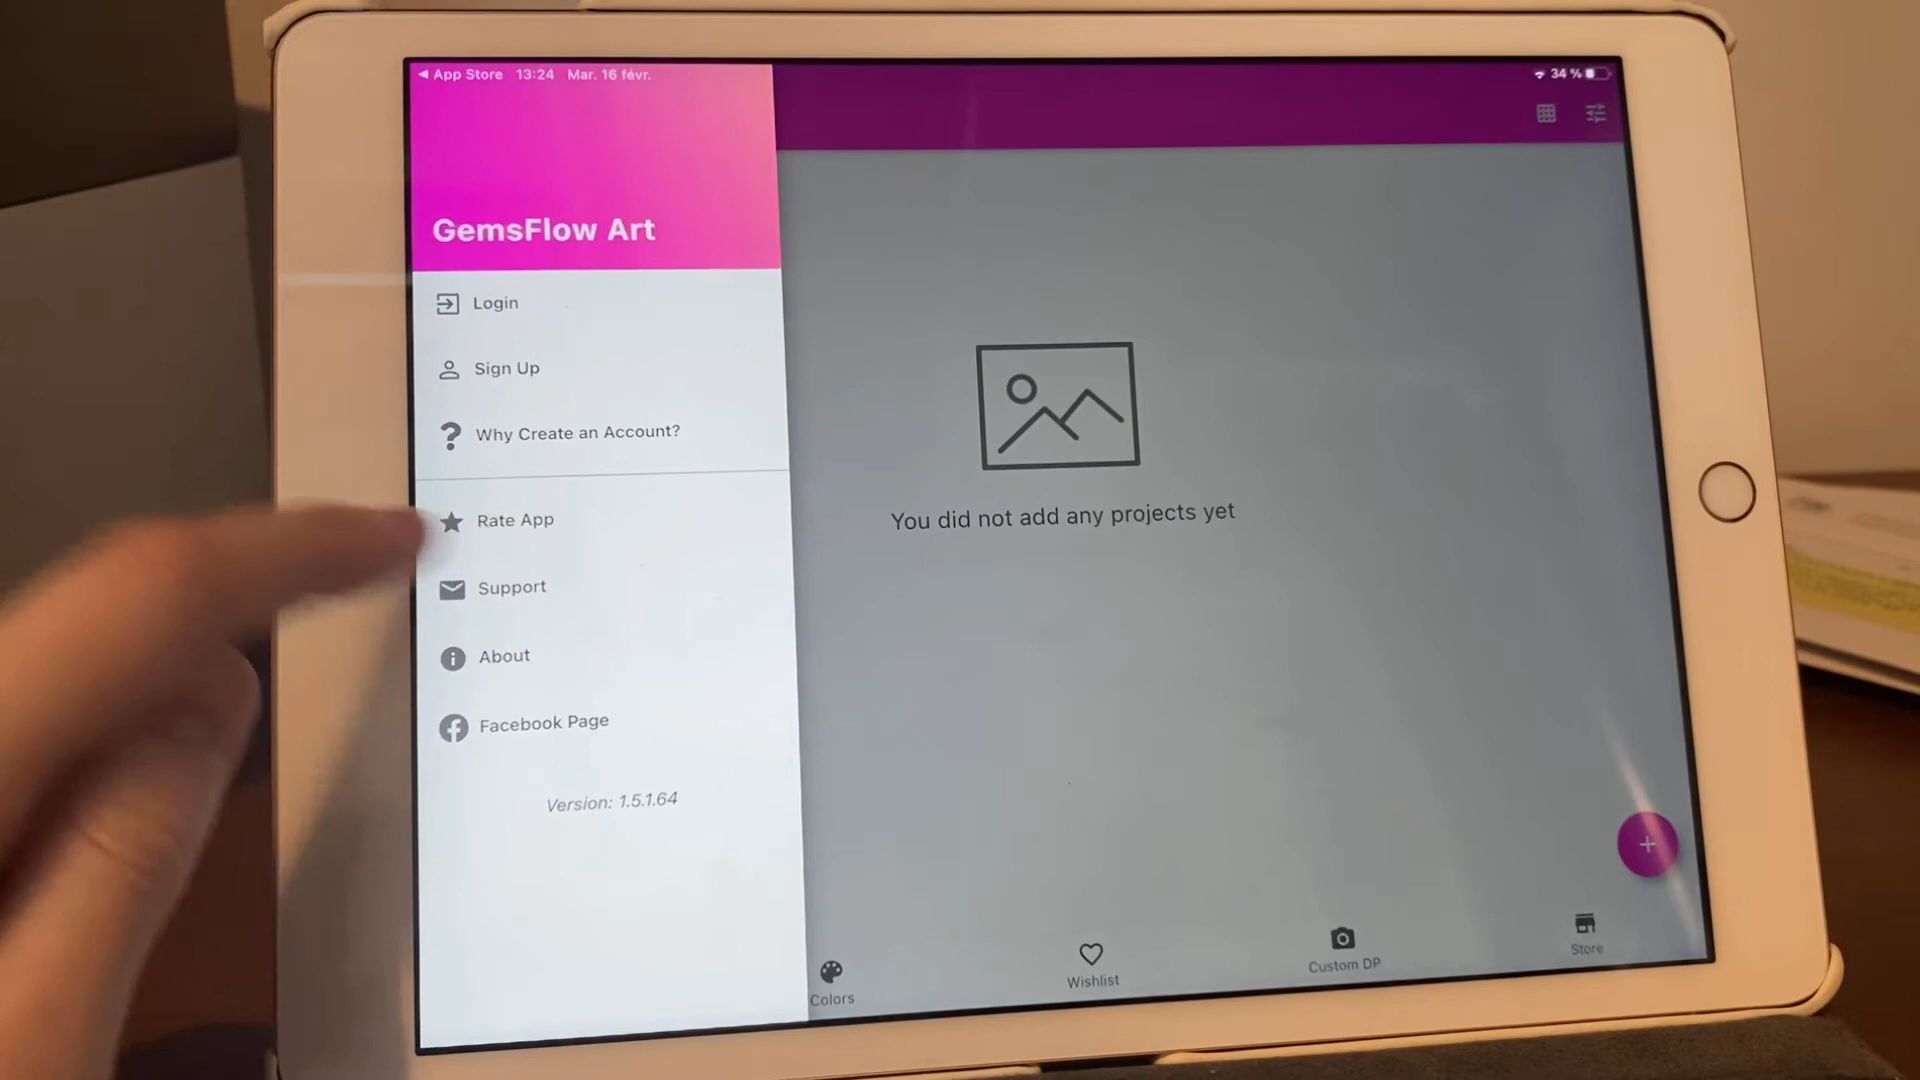 App Store 13:24 Mar. 16 févr.
34 %
GemsFlow Art
Login
Sign Up
Why Create an Account?
Rate App
Support
About
Facebook Page
Version: 1.5.1.64
You did not add any projects yet
Colors
Wishlist
Custom DP
Store